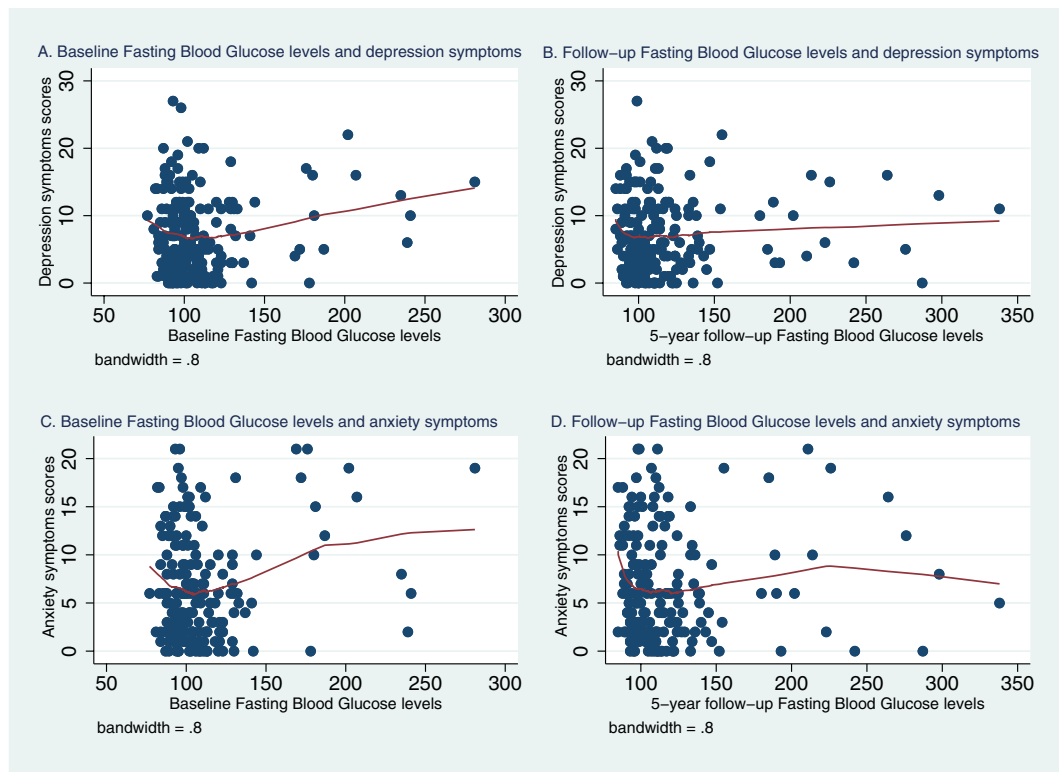 A. Baseline Fasting Blood Glucose levels and depression symptoms
Depression symptoms scores
30
20
10
0
50 100 150 200 250 300
Baseline Fasting Blood Glucose levels
bandwidth = .8
B. Follow−up Fasting Blood Glucose levels and depression symptoms
Depression symptoms scores
30
20
10
0
100 150 200 250 300 350
5−year follow−up Fasting Blood Glucose levels
bandwidth = .8
C. Baseline Fasting Blood Glucose levels and anxiety symptoms
Anxiety symptoms scores
20
15
10
5
0
50 100 150 200 250 300
Baseline Fasting Blood Glucose levels
bandwidth = .8
D. Follow−up Fasting Blood Glucose levels and anxiety symptoms
Anxiety symptoms scores
20
15
10
5
0
100 150 200 250 300 350
5−year follow−up Fasting Blood Glucose levels
bandwidth = .8